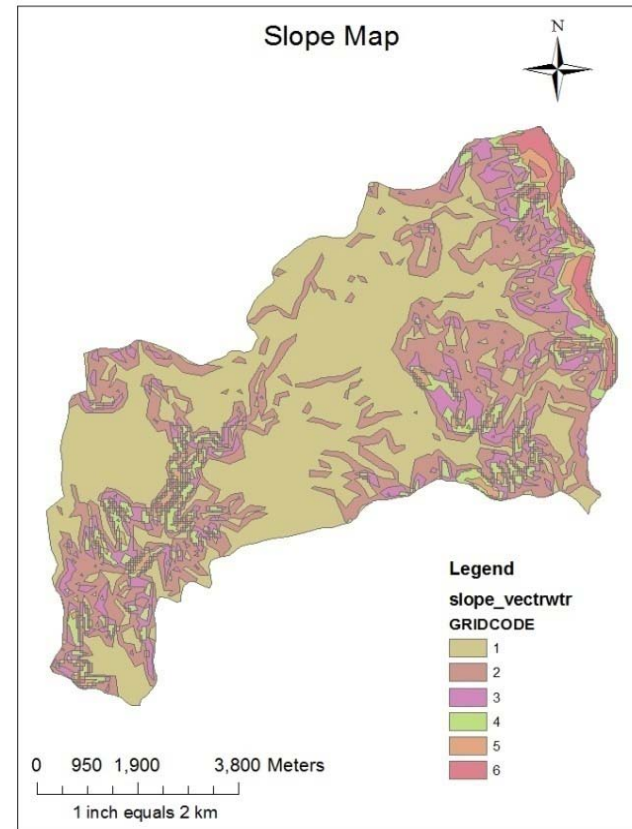 Slope Map
N
Legend
slope_vectrwtr
GRIDCODE
1
2
3
4
5
6
0 950 1,900 3,800 Meters
1 inch equals 2 km